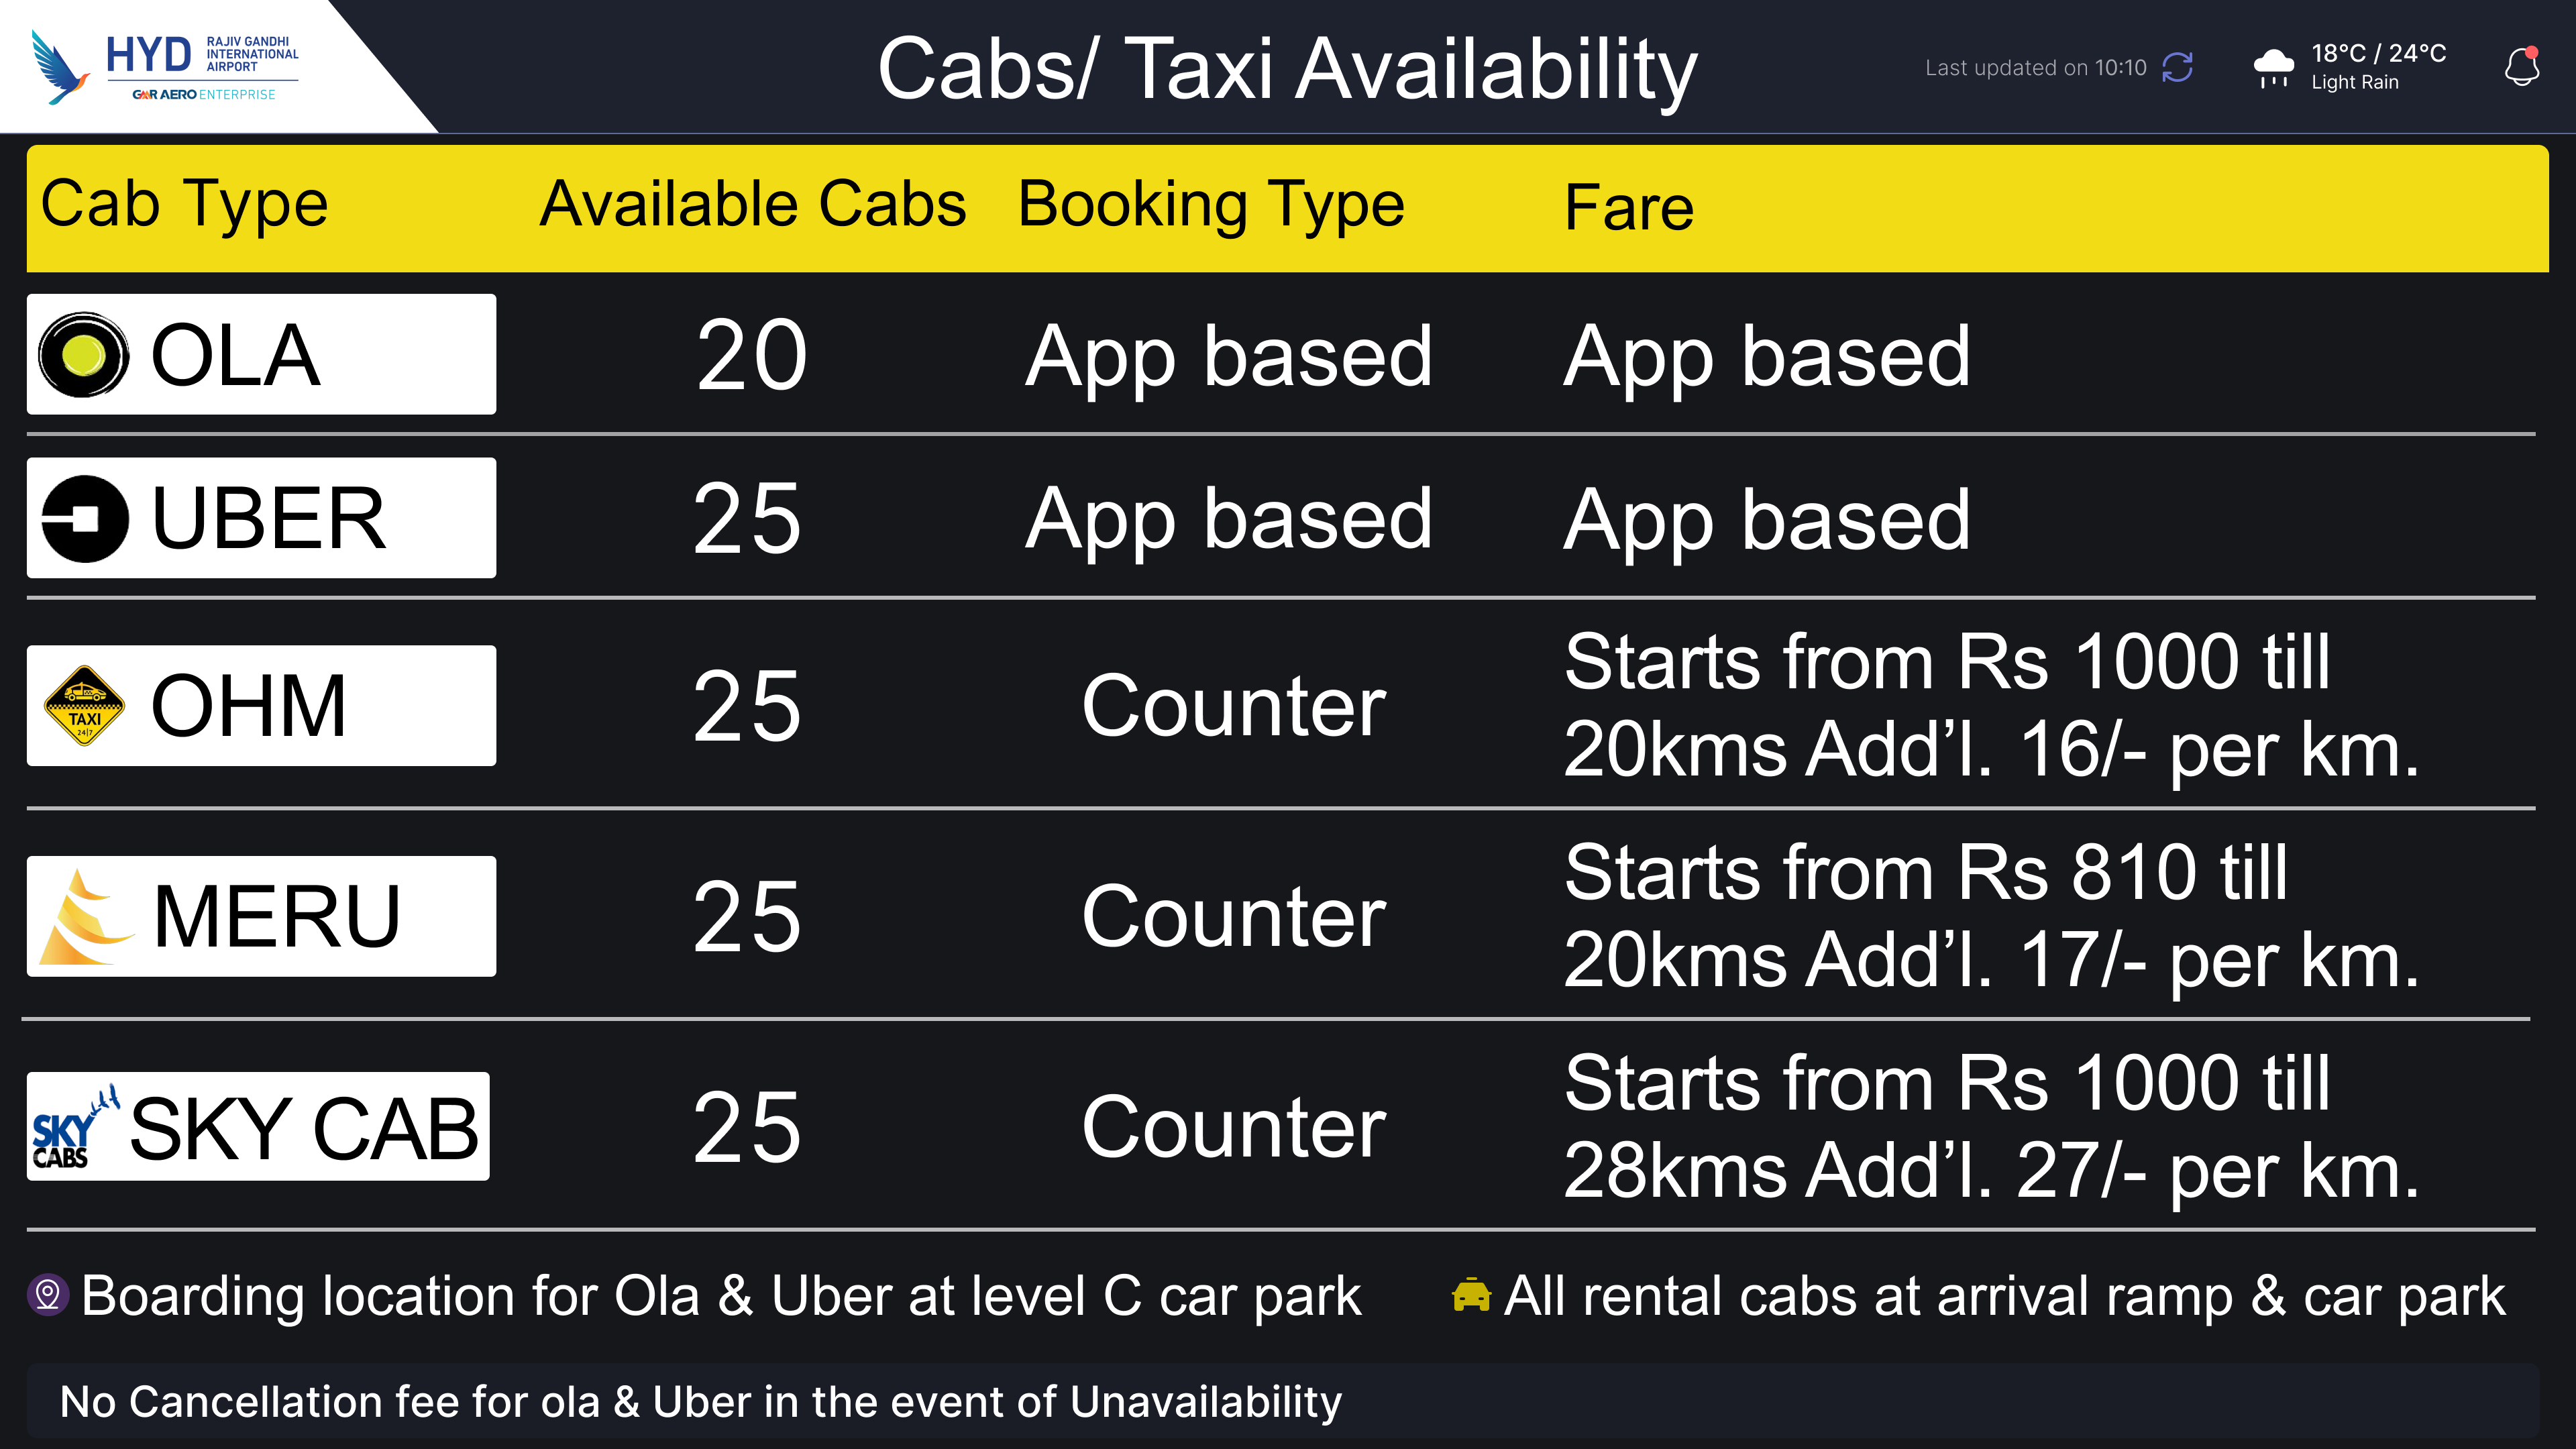 HYD
RAJIV GANDHI
INTERNATIONAL
AIRPORT
GMR AERO ENTERPRISE
Cabs/ Taxi Availability
Last updated on 10:10
18°C / 24°C
Light Rain
Cab Type Available Cabs Booking Type Fare
OLA 20 App based App based
UBER 25 App based App based
TAXI
24|7
OHM 25 Counter Starts from Rs 1000 till
20kms Add’l. 16/- per km.
MERU 25 Counter Starts from Rs 810 till
20kms Add’l. 17/- per km.
SKY
CABS
SKY CAB 25 Counter Starts from Rs 1000 till
28kms Add’l. 27/- per km.
Boarding location for Ola & Uber at level C car park
All rental cabs at arrival ramp & car park
No Cancellation fee for ola & Uber in the event of Unavailability